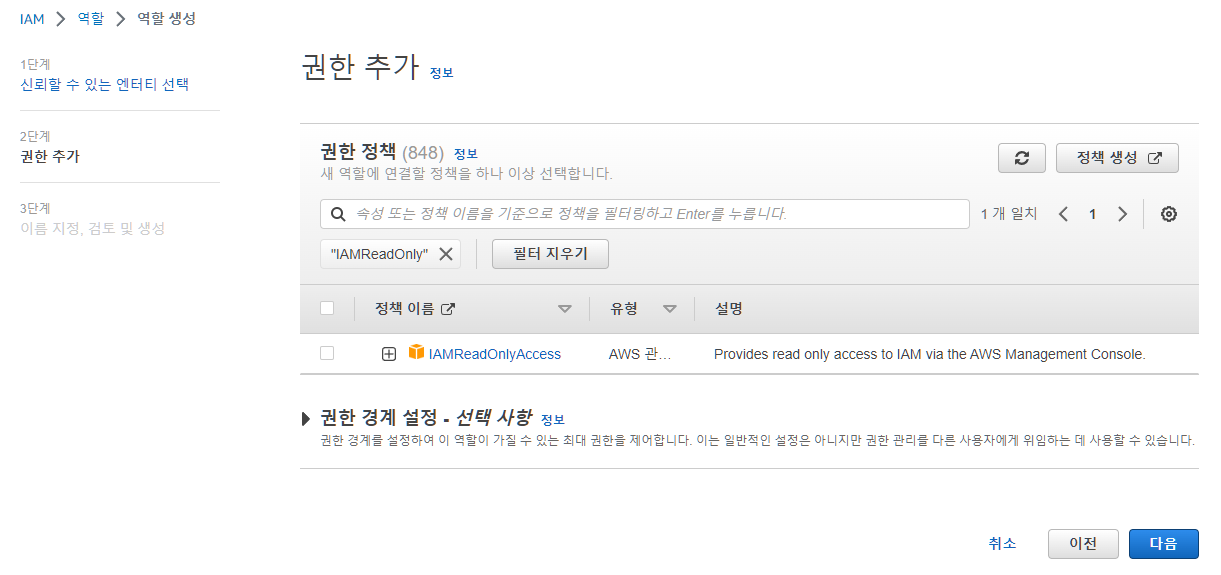 IAM > 역할 > 역할 생성
1단계
신뢰할 수 있는 엔터티 선택
2단계
권한 추가
3단계
이름 지정, 검토 및 생성
권한 추가 정보
권한 정책 (848) 정보
새 역할에 연결할 정책을 하나 이상 선택합니다.
정책 생성
속성 또는 정책 이름을 기준으로 정책을 필터링하고 Enter를 누릅니다.
1 개 일치 < 1 >
"IAMReadOnly" 필터 지우기
정책 이름 유형 설명
IAMReadOnlyAccess AWS 관... Provides read only access to IAM via the AWS Management Console.
권한 경계 설정 - 선택 사항 정보
권한 경계를 설정하여 이 역할이 가질 수 있는 최대 권한을 제어합니다. 이는 일반적인 설정은 아니지만 권한 관리를 다른 사용자에게 위임하는 데 사용할 수 있습니다.
취소 이전 다음